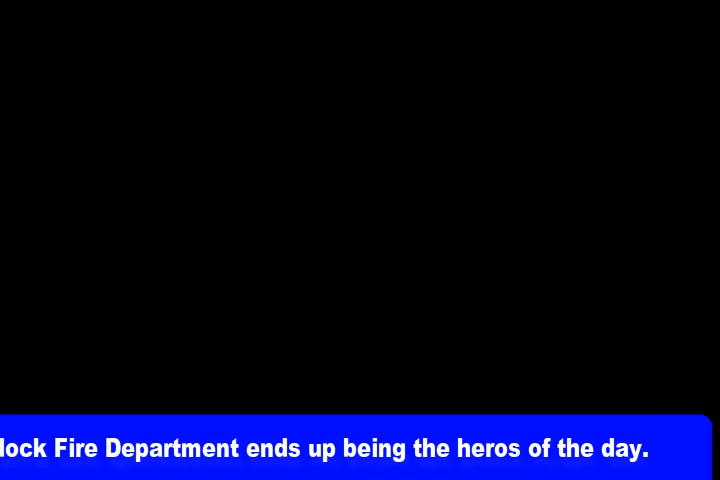 lock Fire Department ends up being the heros of the day.